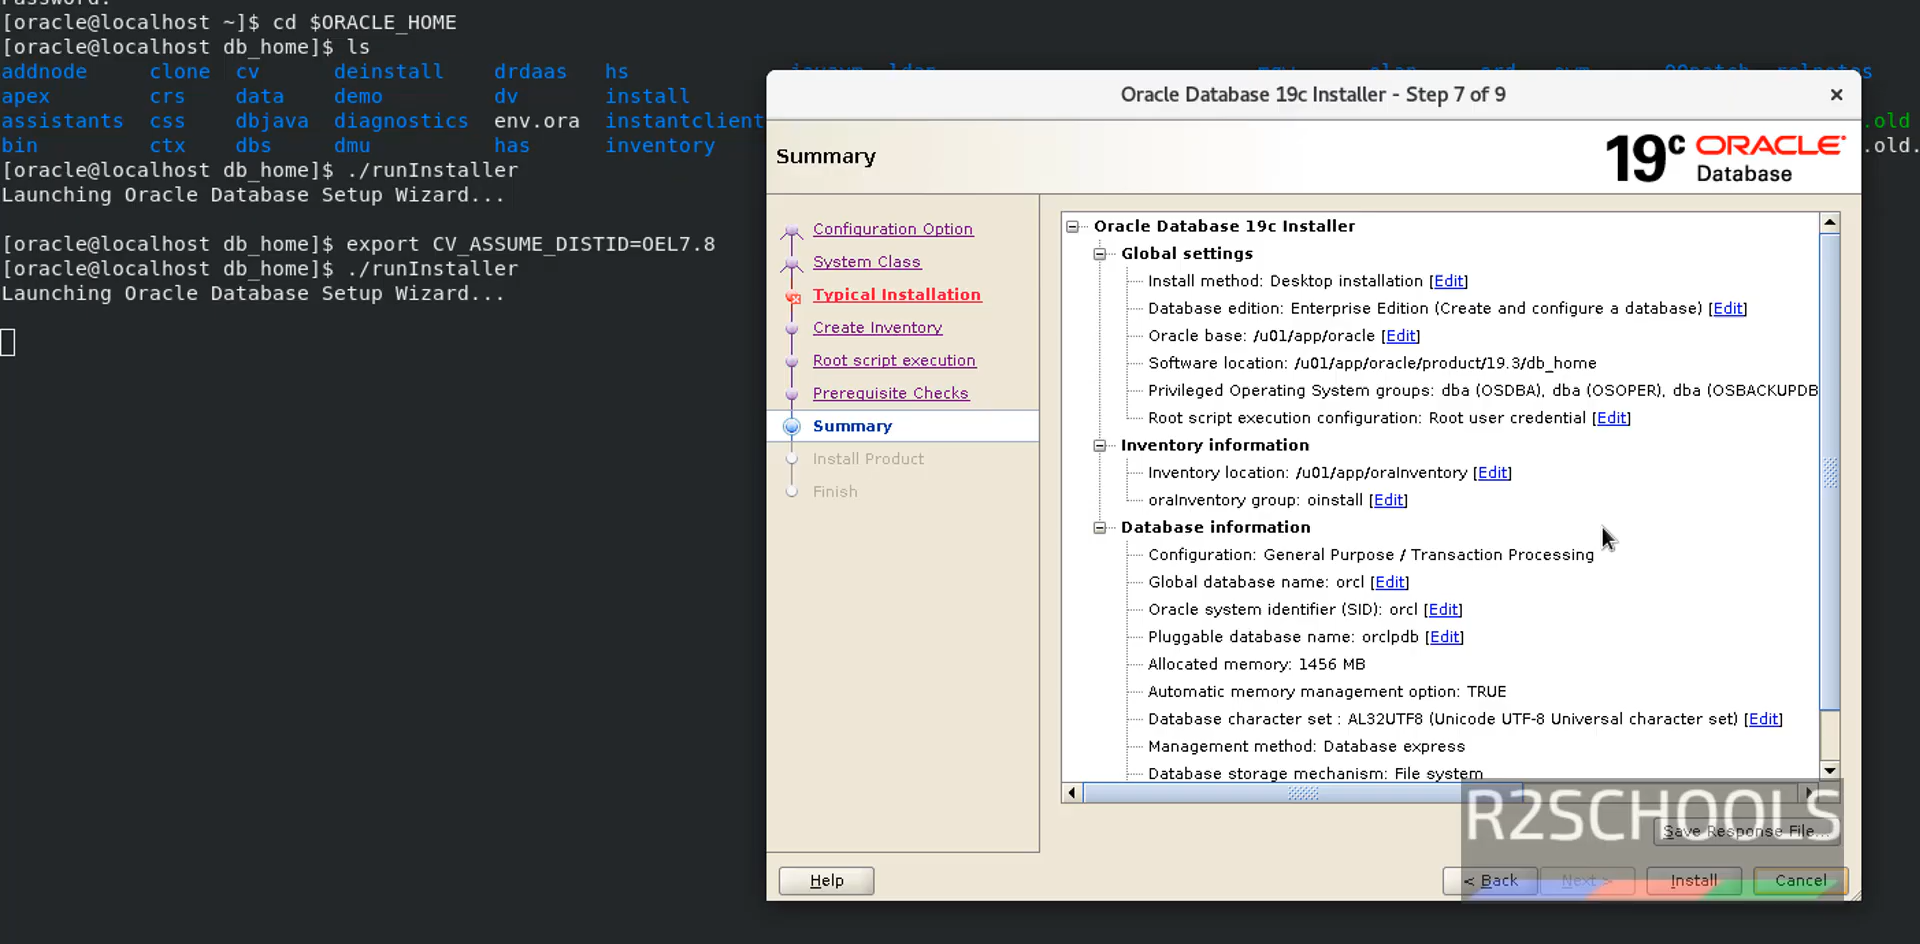 [oracle@localhost ~]$ cd $ORACLE_HOME
[oracle@localhost db_home]$ ls
addnode clone cv deinstall drdaas hs
apex crs data demo dv install
assistants css dbjava diagnostics env.ora instantclient .old
bin ctx dbs dmu has inventory .old.
[oracle@localhost db_home]$ ./runInstaller
Launching Oracle Database Setup Wizard...
[oracle@localhost db_home]$ export CV_ASSUME_DISTID=OEL7.8
[oracle@localhost db_home]$ ./runInstaller
Launching Oracle Database Setup Wizard...
Oracle Database 19c Installer - Step 7 of 9
Summary
19c ORACLE
Database
Configuration Option
System Class
Typical Installation
Create Inventory
Root script execution
Prerequisite Checks
Summary
Install Product
Finish
Oracle Database 19c Installer
Global settings
Install method: Desktop installation [Edit]
Database edition: Enterprise Edition (Create and configure a database) [Edit]
Oracle base: /u01/app/oracle [Edit]
Software location: /u01/app/oracle/product/19.3/db_home
Privileged Operating System groups: dba (OSDBA), dba (OSOPER), dba (OSBACKUPDB
Root script execution configuration: Root user credential [Edit]
Inventory information
Inventory location: /u01/app/oraInventory [Edit]
oraInventory group: oinstall [Edit]
Database information
Configuration: General Purpose / Transaction Processing
Global database name: orcl [Edit]
Oracle system identifier (SID): orcl [Edit]
Pluggable database name: orclpdb [Edit]
Allocated memory: 1456 MB
Automatic memory management option: TRUE
Database character set : AL32UTF8 (Unicode UTF-8 Universal character set) [Edit]
Management method: Database express
Database storage mechanism: File system
R2SCHOOLS
Save Response File...
Help
< Back
Next >
Install
Cancel